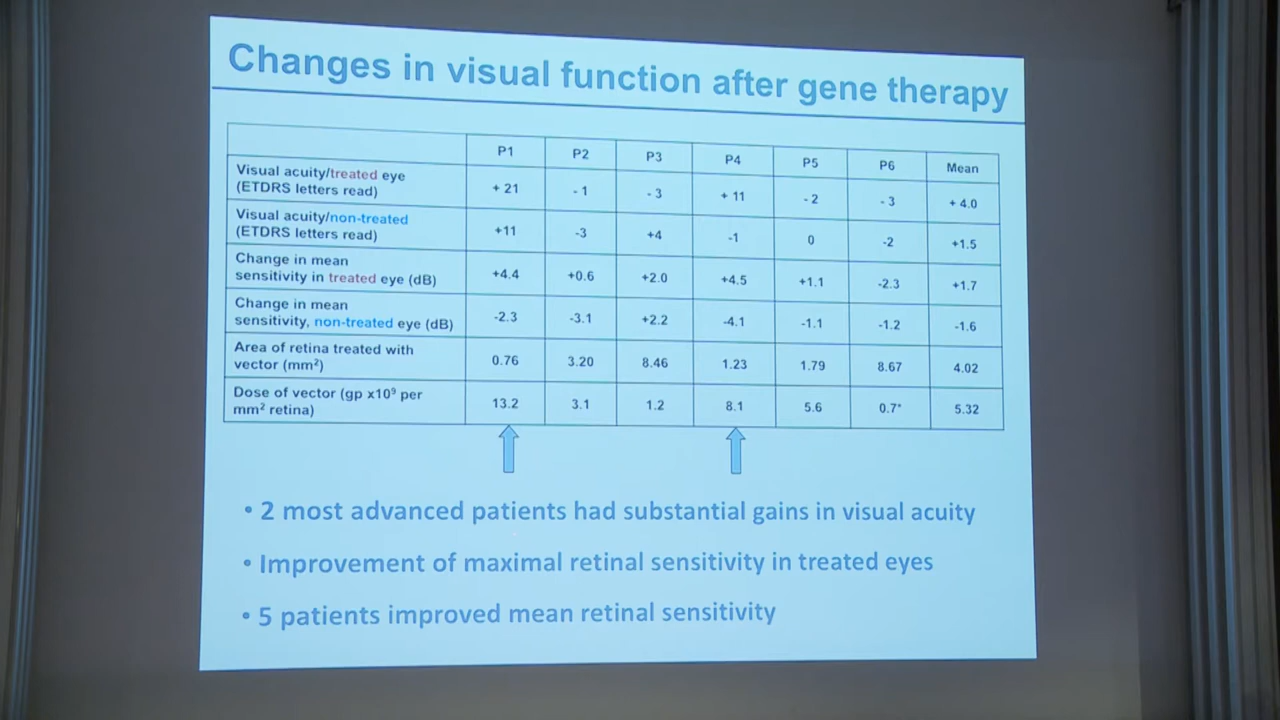 Changes in visual function after gene therapy
P1 P2 P3 P4 P5 P6 Mean
Visual acuity/treated eye
(ETDRS letters read) + 21 - 1 - 3 + 11 - 2 - 3 + 4.0
Visual acuity/non-treated
(ETDRS letters read) +11 -3 +4 -1 0 -2 +1.5
Change in mean
sensitivity in treated eye (dB) +4.4 +0.6 +2.0 +4.5 +1.1 -2.3 +1.7
Change in mean
sensitivity, non-treated eye (dB) -2.3 -3.1 +2.2 -4.1 -1.1 -1.2 -1.6
Area of retina treated with
vector (mm²) 0.76 3.20 8.46 1.23 1.79 8.67 4.02
Dose of vector (gp x10⁹ per
mm² retina) 13.2 3.1 1.2 8.1 5.6 0.7* 5.32
• 2 most advanced patients had substantial gains in visual acuity
• Improvement of maximal retinal sensitivity in treated eyes
• 5 patients improved mean retinal sensitivity